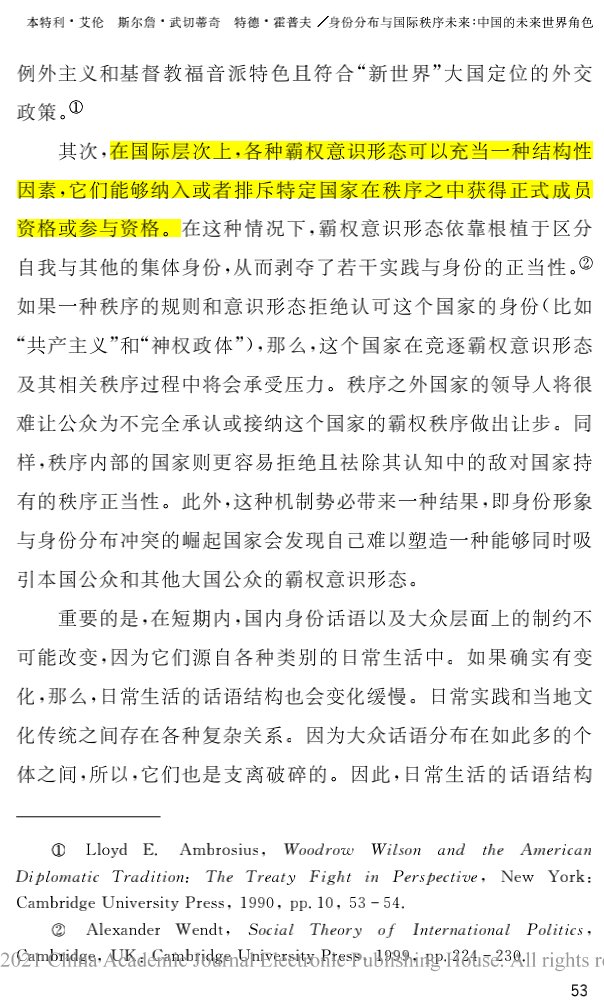 本特利·艾伦　斯尔詹·武切蒂奇　特德·霍普夫／身份分布与国际秩序未来：中国的未来世界角色
例外主义和基督教福音派特色且符合“新世界”大国定位的外交
政策。①
其次，在国际层次上，各种霸权意识形态可以充当一种结构性
因素，它们能够纳入或者排斥特定国家在秩序之中获得正式成员
资格或参与资格。在这种情况下，霸权意识形态依靠根植于区分
自我与其他的集体身份，从而剥夺了若干实践与身份的正当性。②
如果一种秩序的规则和意识形态拒绝认可这个国家的身份（比如
“共产主义”和“神权政体”），那么，这个国家在竞逐霸权意识形态
及其相关秩序过程中将会承受压力。秩序之外国家的领导人将很
难让公众为不完全承认或接纳这个国家的霸权秩序做出让步。同
样，秩序内部的国家则更容易拒绝且祛除其认知中的敌对国家持
有的秩序正当性。此外，这种机制势必带来一种结果，即身份形象
与身份分布冲突的崛起国家会发现自己难以塑造一种能够同时吸
引本国公众和其他大国公众的霸权意识形态。
重要的是，在短期内，国内身份话语以及大众层面上的制约不
可能改变，因为它们源自各种类别的日常生活中。如果确实有变
化，那么，日常生活的话语结构也会变化缓慢。日常实践和当地文
化传统之间存在各种复杂关系。因为大众话语分布在如此多的个
体之间，所以，它们也是支离破碎的。因此，日常生活的话语结构
① Lloyd E. Ambrosius, Woodrow Wilson and the American
Diplomatic Tradition: The Treaty Fight in Perspective, New York:
Cambridge University Press, 1990, pp. 10, 53-54.
② Alexander Wendt, Social Theory of International Politics,
Cambridge, UK: Cambridge University Press, 1999, pp. 224-230.
2021 China Academic Journal Electronic Publishing House. All rights re
53